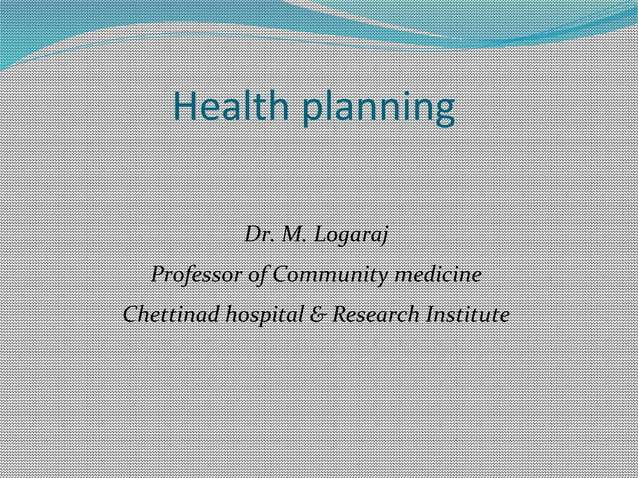 Health planning
Dr. M. Logaraj
Professor of Community medicine
Chettinad hospital & Research Institute